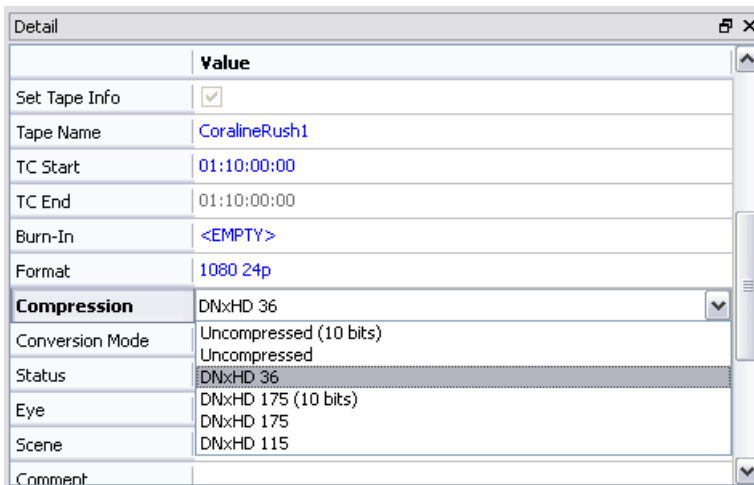 Detail
Value
Set Tape Info
Tape Name CoralineRush1
TC Start 01:10:00:00
TC End 01:10:00:00
Burn-In <EMPTY>
Format 1080 24p
Compression DNxHD 36
Conversion Mode Uncompressed (10 bits)
Uncompressed
Status DNxHD 36
Eye DNxHD 175 (10 bits)
DNxHD 175
Scene DNxHD 115
Comment